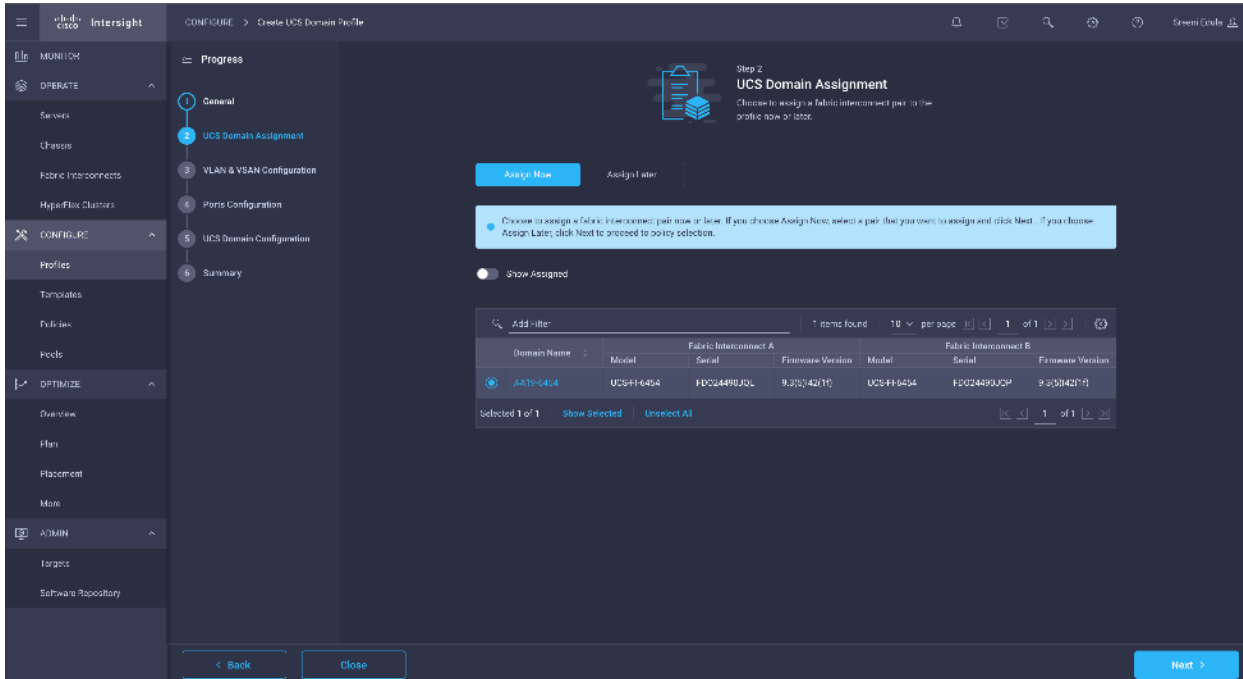 cisco Intersight
CONFIGURE > Create UCS Domain Profile
Sreeni Edula
MONITOR
OPERATE
Servers
Chassis
Fabric Interconnects
HyperFlex Clusters
CONFIGURE
Profiles
Templates
Policies
Pools
OPTIMIZE
Overview
Plan
Placement
More
ADMIN
Targets
Software Repository
Progress
1 General
2 UCS Domain Assignment
3 VLAN & VSAN Configuration
4 Ports Configuration
5 UCS Domain Configuration
6 Summary
Step 2
UCS Domain Assignment
Choose to assign a fabric interconnect pair to the
profile now or later.
Assign Now Assign Later
Choose to assign a fabric interconnect pair now or later. If you choose Assign Now, select a pair that you want to assign and click Next . If you choose
Assign Later, click Next to proceed to policy selection.
Show Assigned
Add Filter 1 items found 10 per page 1 of 1
Fabric Interconnect A Fabric Interconnect B
Domain Name Model Serial Firmware Version Model Serial Firmware Version
AA19-6454 UCS-FI-6454 FDO24490JQL 9.3(5)I42(1f) UCS-FI-6454 FDO24490JQP 9.3(5)I42(1f)
Selected 1 of 1 Show Selected Unselect All 1 of 1
< Back Close Next >